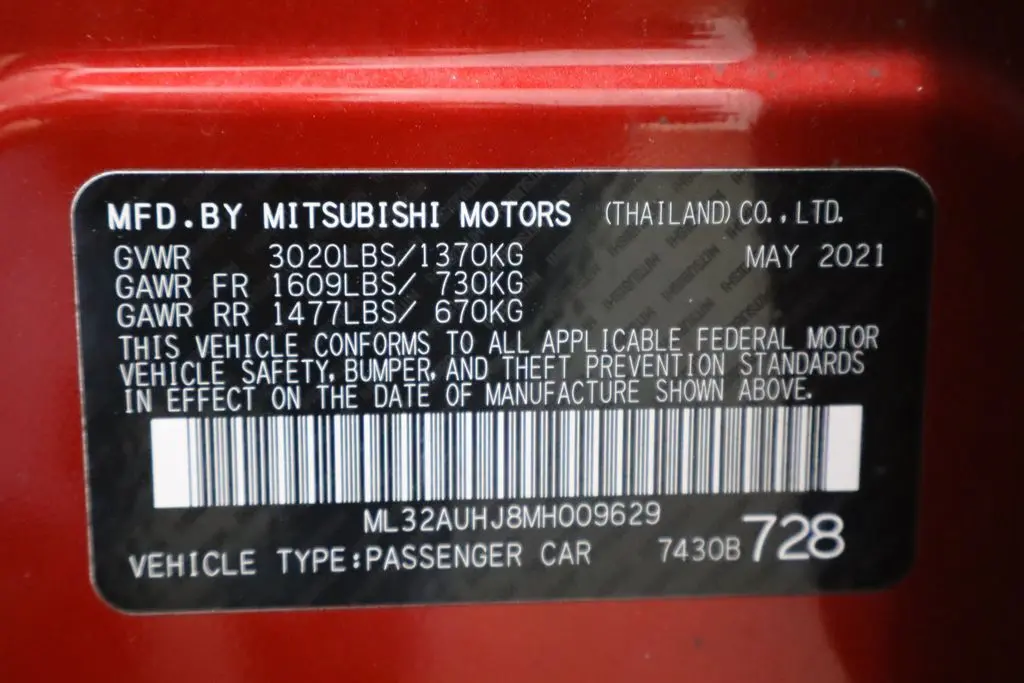 MFD.BY MITSUBISHI MOTORS (THAILAND) CO., LTD.
GVWR 3020LBS/1370KG MAY 2021
GAWR FR 1609LBS/ 730KG
GAWR RR 1477LBS/ 670KG
THIS VEHICLE CONFORMS TO ALL APPLICABLE FEDERAL MOTOR
VEHICLE SAFETY, BUMPER, AND THEFT PREVENTION STANDARDS
IN EFFECT ON THE DATE OF MANUFACTURE SHOWN ABOVE.
ML32AUHJ8MH009629
VEHICLE TYPE:PASSENGER CAR 7430B 728